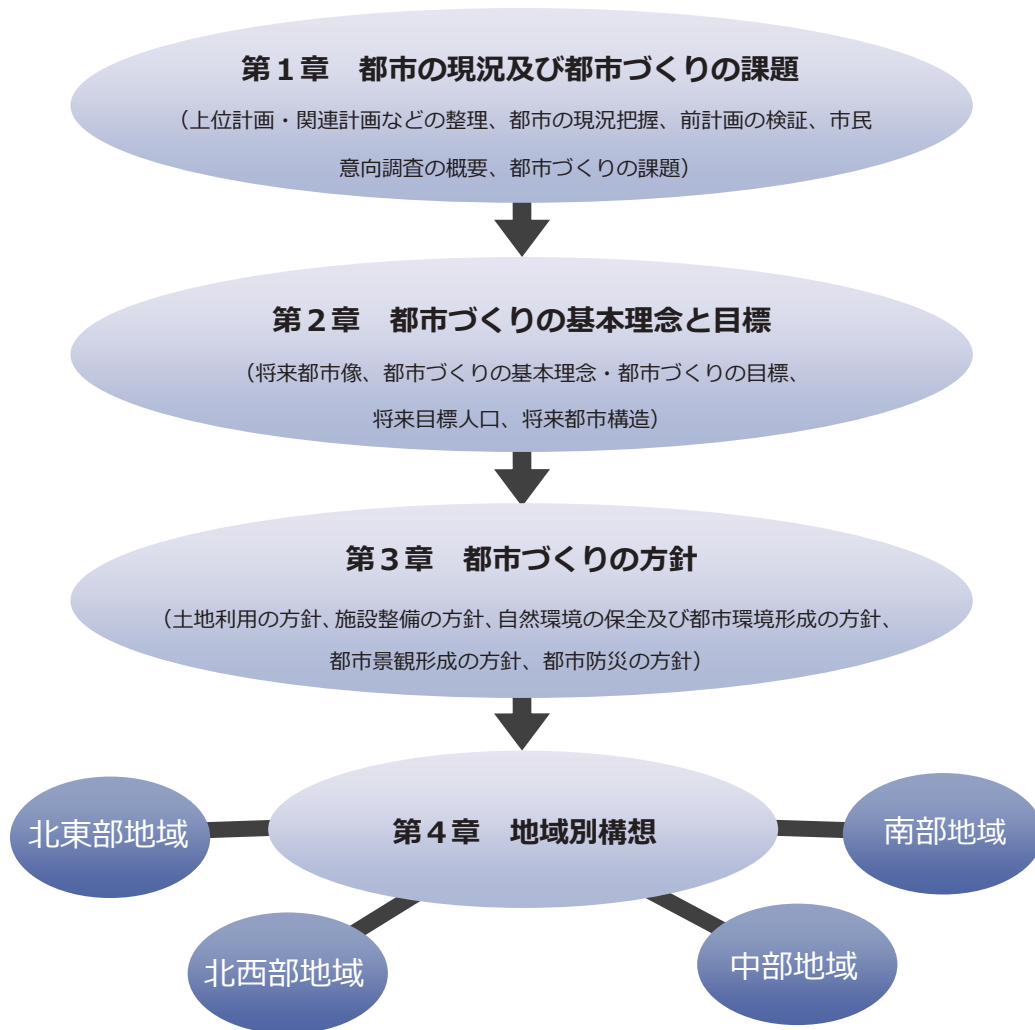 第１章　都市の現況及び都市づくりの課題
（上位計画・関連計画などの整理、都市の現況把握、前計画の検証、市民
意向調査の概要、都市づくりの課題）
第２章　都市づくりの基本理念と目標
（将来都市像、都市づくりの基本理念・都市づくりの目標、
将来目標人口、将来都市構造）
第３章　都市づくりの方針
（土地利用の方針、施設整備の方針、自然環境の保全及び都市環境形成の方針、
都市景観形成の方針、都市防災の方針）
第４章　地域別構想
北東部地域
南部地域
北西部地域
中部地域